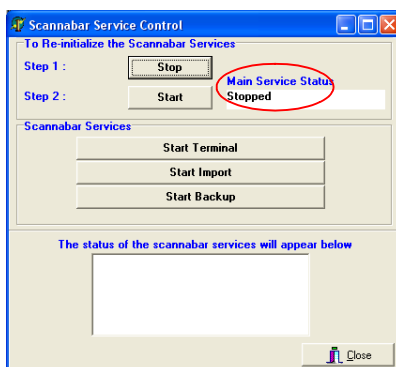 Scannabar Service Control
To Re-initialize the Scannabar Services
Step 1 :
Stop
Main Service Status
Step 2 :
Start
Stopped
Scannabar Services
Start Terminal
Start Import
Start Backup
The status of the scannabar services will appear below
Close